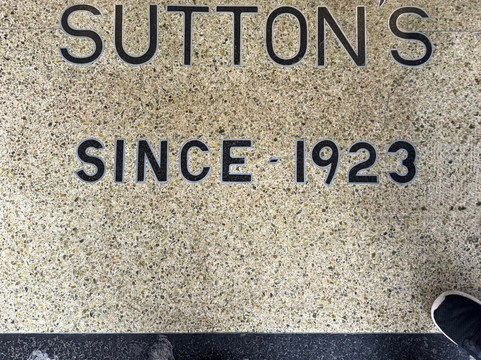 SUTTON'S
SINCE - 1923